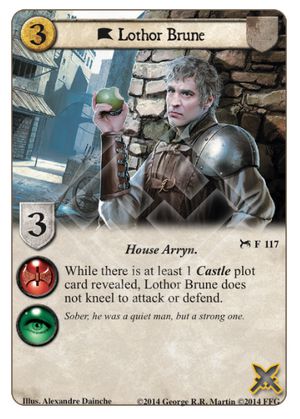 3
Lothor Brune
3
House Arryn.
F 117
While there is at least 1 Castle plot
card revealed, Lothor Brune does
not kneel to attack or defend.
Sober, he was a quiet man, but a strong one.
Illus. Alexandre Dainche
©2014 George R.R. Martin ©2014 FFG